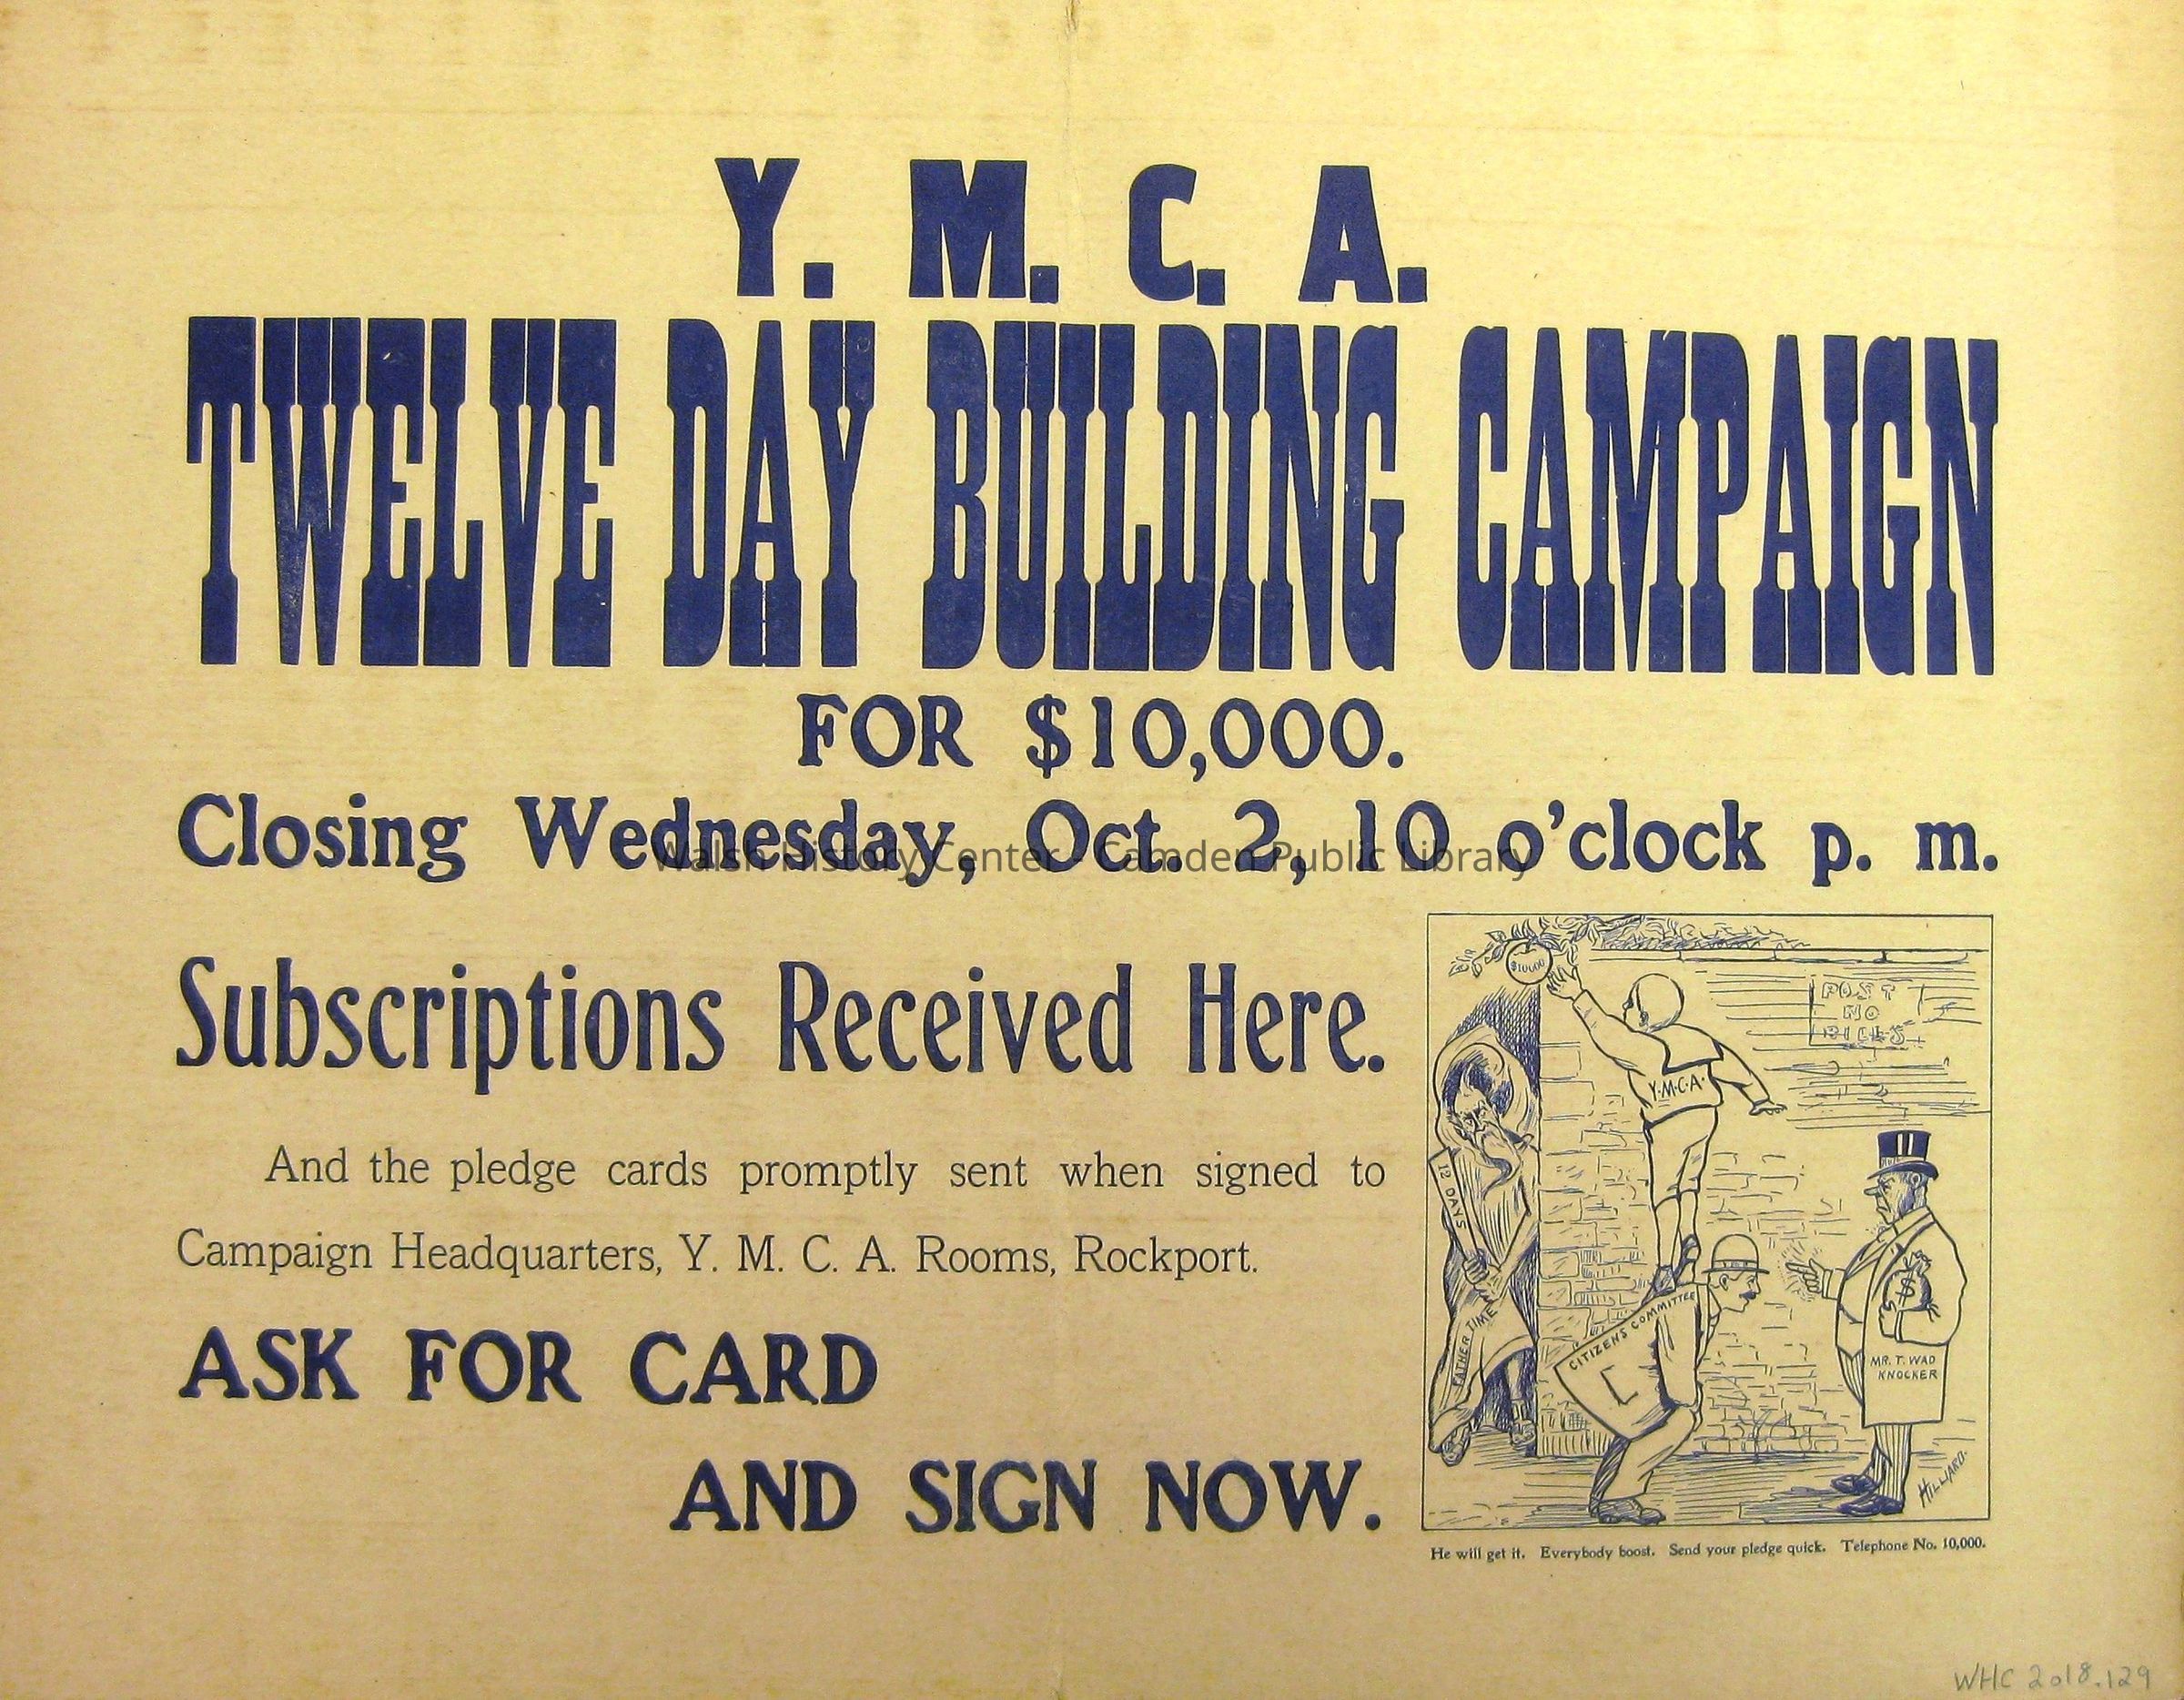 Y. M. C. A.
TWELVE DAY BUILDING CAMPAIGN
FOR $10,000.
Closing Wednesday, Oct. 2, 10 o'clock p. m.
Walsh History Center - Camden Public Library
Subscriptions Received Here.
And the pledge cards promptly sent when signed to
Campaign Headquarters, Y. M. C. A. Rooms, Rockport.
ASK FOR CARD
AND SIGN NOW.
$10000
POST
NO
BILLS
Y.M.C.A.
12 DAYS
FATHER TIME
CITIZENS COMMITTEE
$
MR. T. WAD
KNOCKER
HILLIARD.
He will get it. Everybody boost. Send your pledge quick. Telephone No. 10,000.
WHC 2018.129